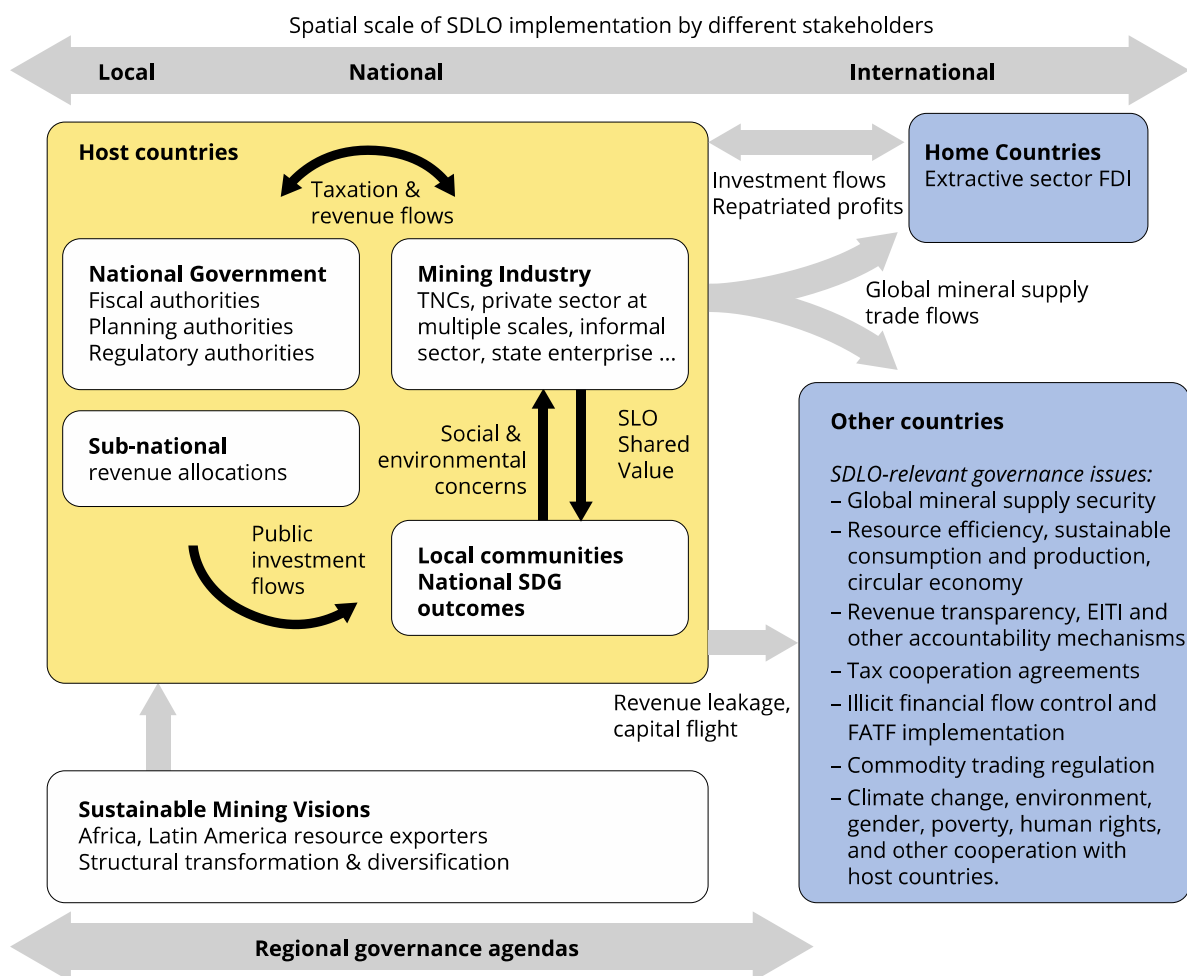 Spatial scale of SDLO implementation by different stakeholders
Local
National
International
Host countries
Taxation &
revenue flows
National Government
Fiscal authorities
Planning authorities
Regulatory authorities
Mining Industry
TNCs, private sector at
multiple scales, informal
sector, state enterprise ...
Sub-national
revenue allocations
Social &
environmental
concerns
SLO
Shared
Value
Public
investment
flows
Local communities
National SDG
outcomes
Investment flows
Repatriated profits
Home Countries
Extractive sector FDI
Global mineral supply
trade flows
Other countries
SDLO-relevant governance issues:
– Global mineral supply security
– Resource efficiency, sustainable
consumption and production,
circular economy
– Revenue transparency, EITI and
other accountability mechanisms
– Tax cooperation agreements
– Illicit financial flow control and
FATF implementation
– Commodity trading regulation
– Climate change, environment,
gender, poverty, human rights,
and other cooperation with
host countries.
Revenue leakage,
capital flight
Sustainable Mining Visions
Africa, Latin America resource exporters
Structural transformation & diversification
Regional governance agendas